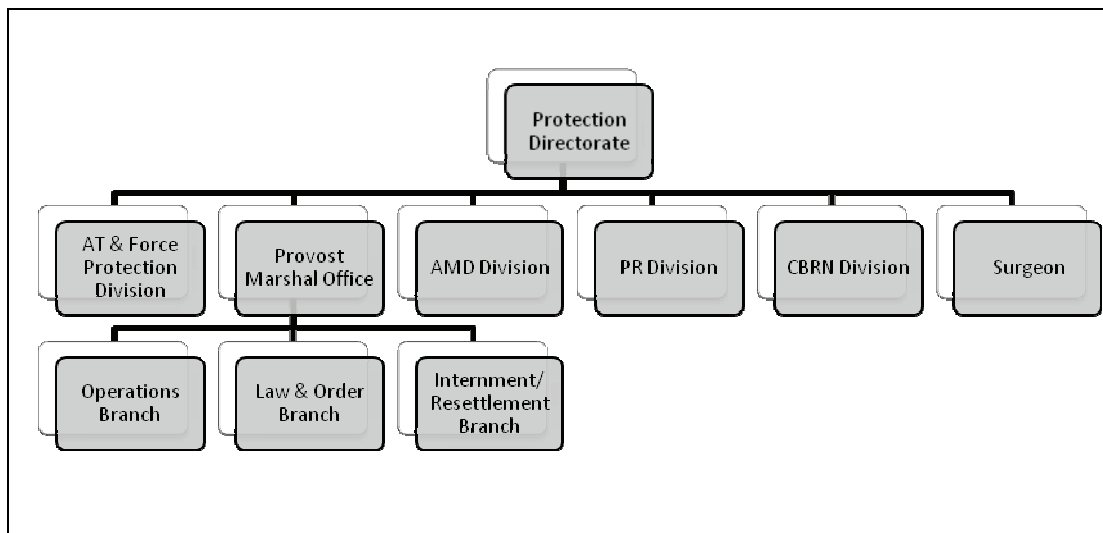 Protection
Directorate
AT & Force
Protection
Division
Provost
Marshal Office
AMD Division
PR Division
CBRN Division
Surgeon
Operations
Branch
Law & Order
Branch
Internment/
Resettlement
Branch